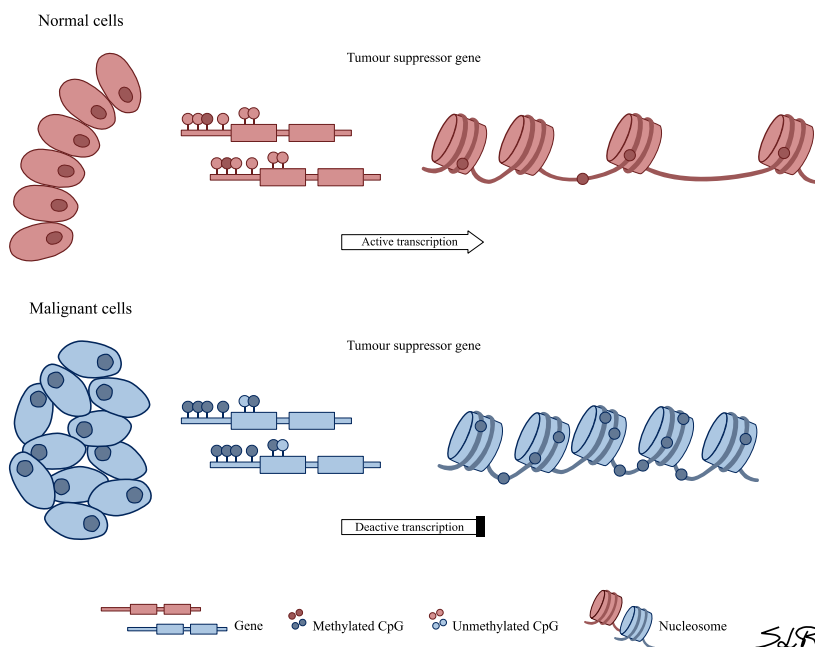 Normal cells
Tumour suppressor gene
Active transcription
Malignant cells
Tumour suppressor gene
Deactive transcription
Gene
Methylated CpG
Unmethylated CpG
Nucleosome